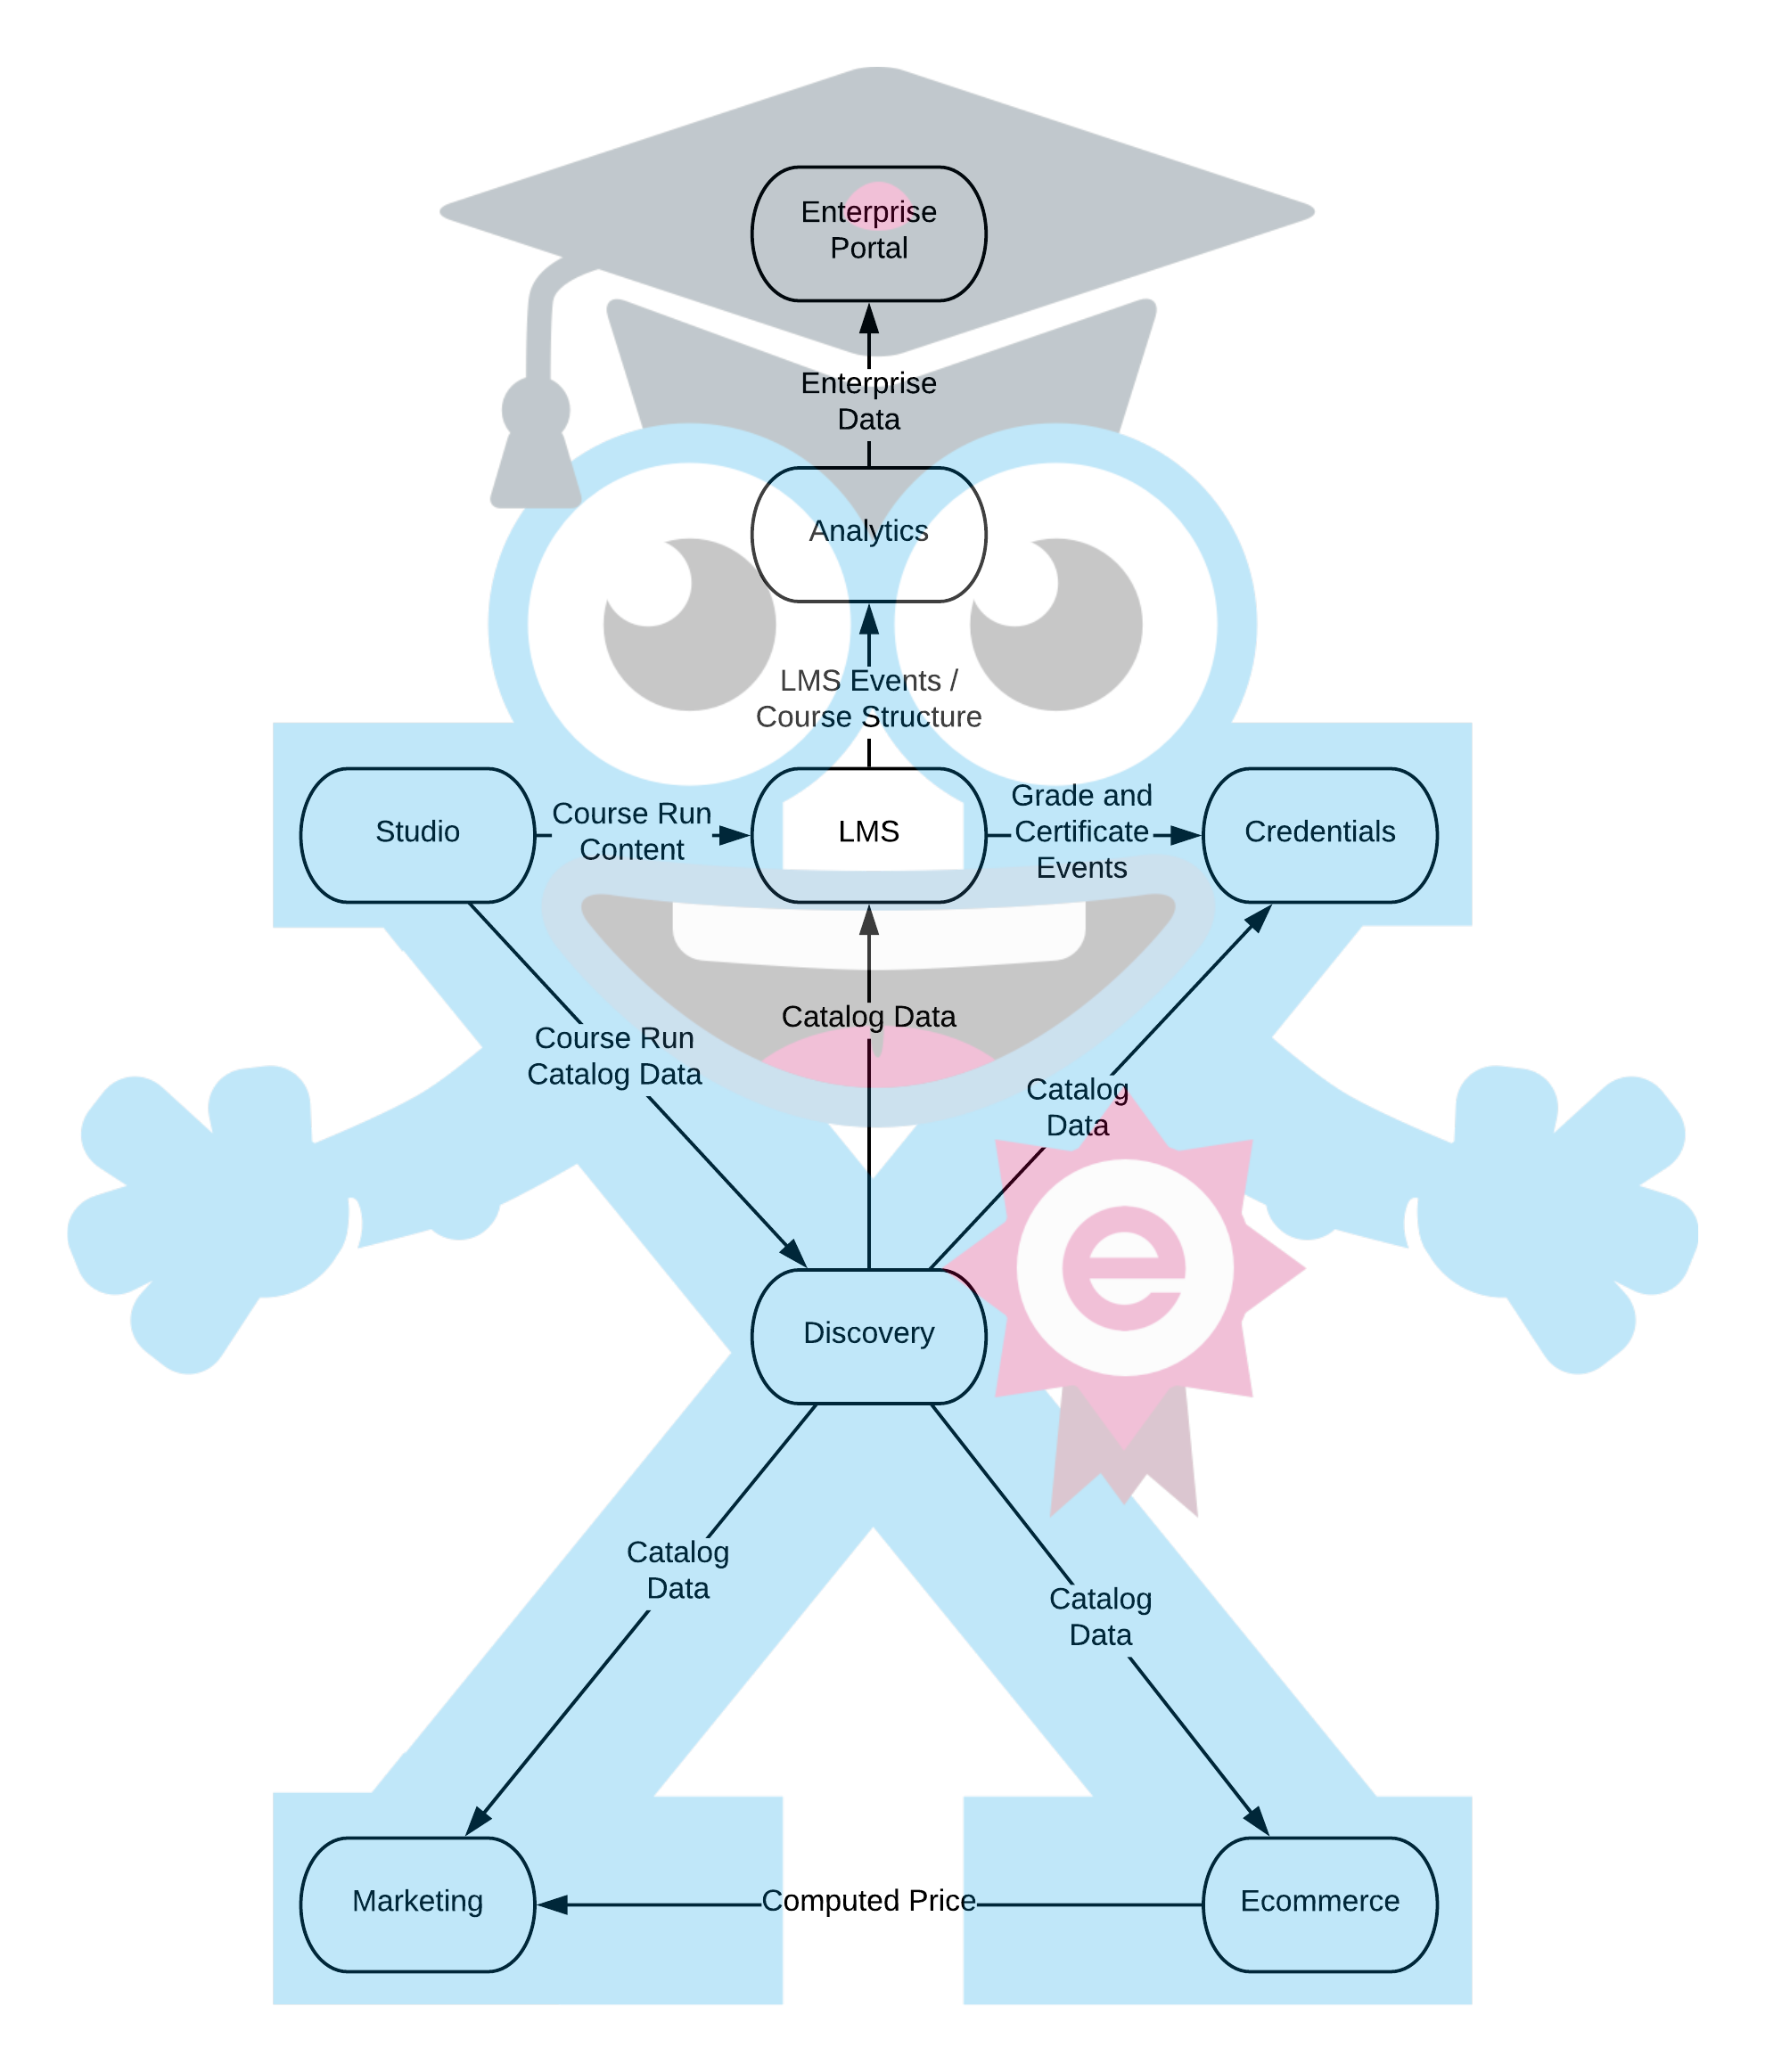 Enterprise
Portal
Enterprise
Data
Analytics
LMS Events /
Course Structure
Studio
Course Run
Content
LMS
Grade and
Certificate
Events
Credentials
Catalog Data
Course Run
Catalog Data
Catalog
Data
e
Discovery
Catalog
Data
Catalog
Data
Marketing
Computed Price
Ecommerce